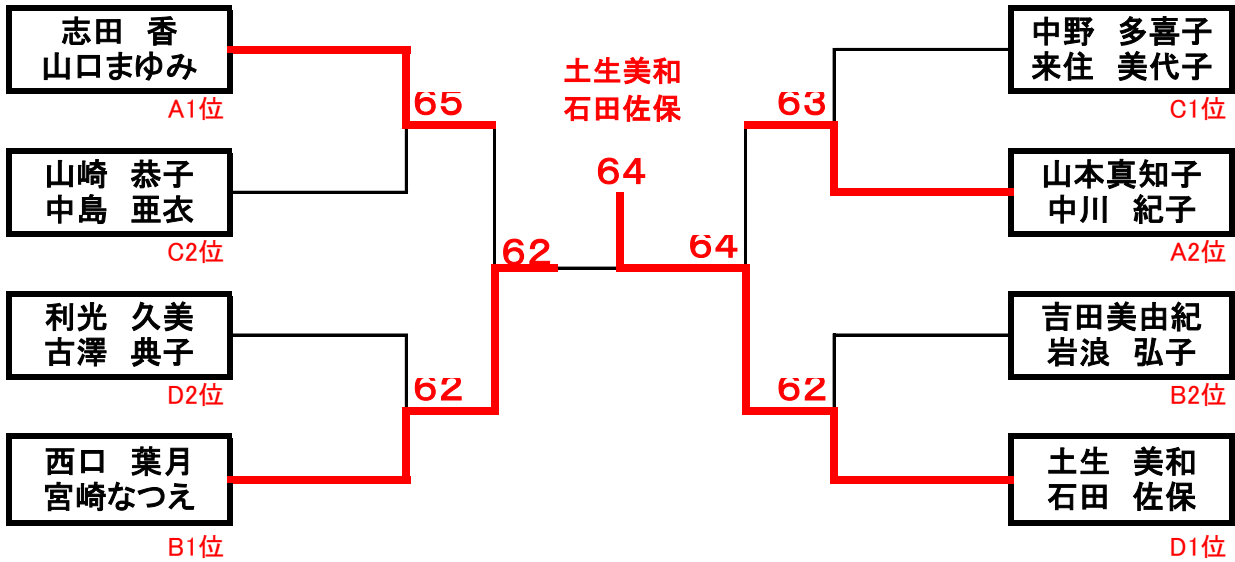 志田　香
山口まゆみ
A1位
65
山崎　恭子
中島　亜衣
C2位
62
利光　久美
古澤　典子
D2位
62
西口　葉月
宮崎なつえ
B1位
土生美和
石田佐保
64
64
中野　多喜子
来住　美代子
C1位
63
山本真知子
中川　紀子
A2位
吉田美由紀
岩浪　弘子
B2位
62
土生　美和
石田　佐保
D1位